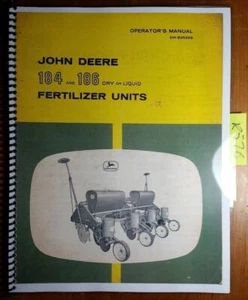 OPERATOR'S MANUAL
JOHN DEERE
184 AND 186 DRY OR LIQUID
FERTILIZER UNITS